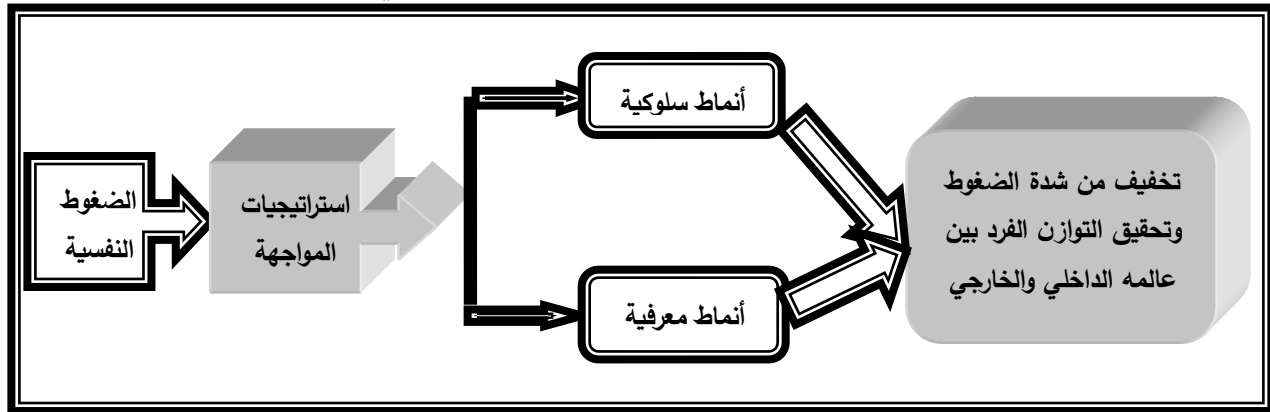 الضغوط
النفسية
استراتيجيات
المواجهة
أنماط سلوكية
أنماط معرفية
تخفيف من شدة الضغوط
وتحقيق التوازن الفرد بين
عالمه الداخلي والخارجي